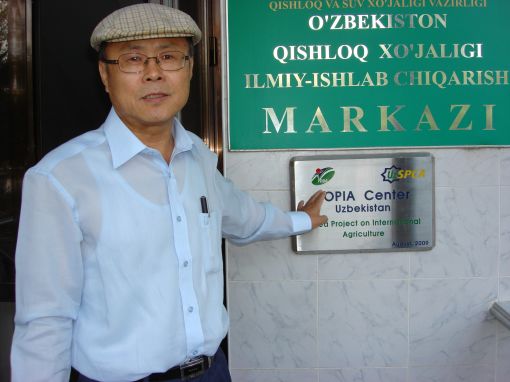 QISHLOQ VA SUV XO'JALIGI VAZIRLIGI
O'ZBEKISTON
QISHLOQ XO'JALIGI
ILMIY-ISHLAB CHIQARISH
MARKAZI
USPCA
OPIA Center
Uzbekistan
Project on International
Agriculture
August, 2009